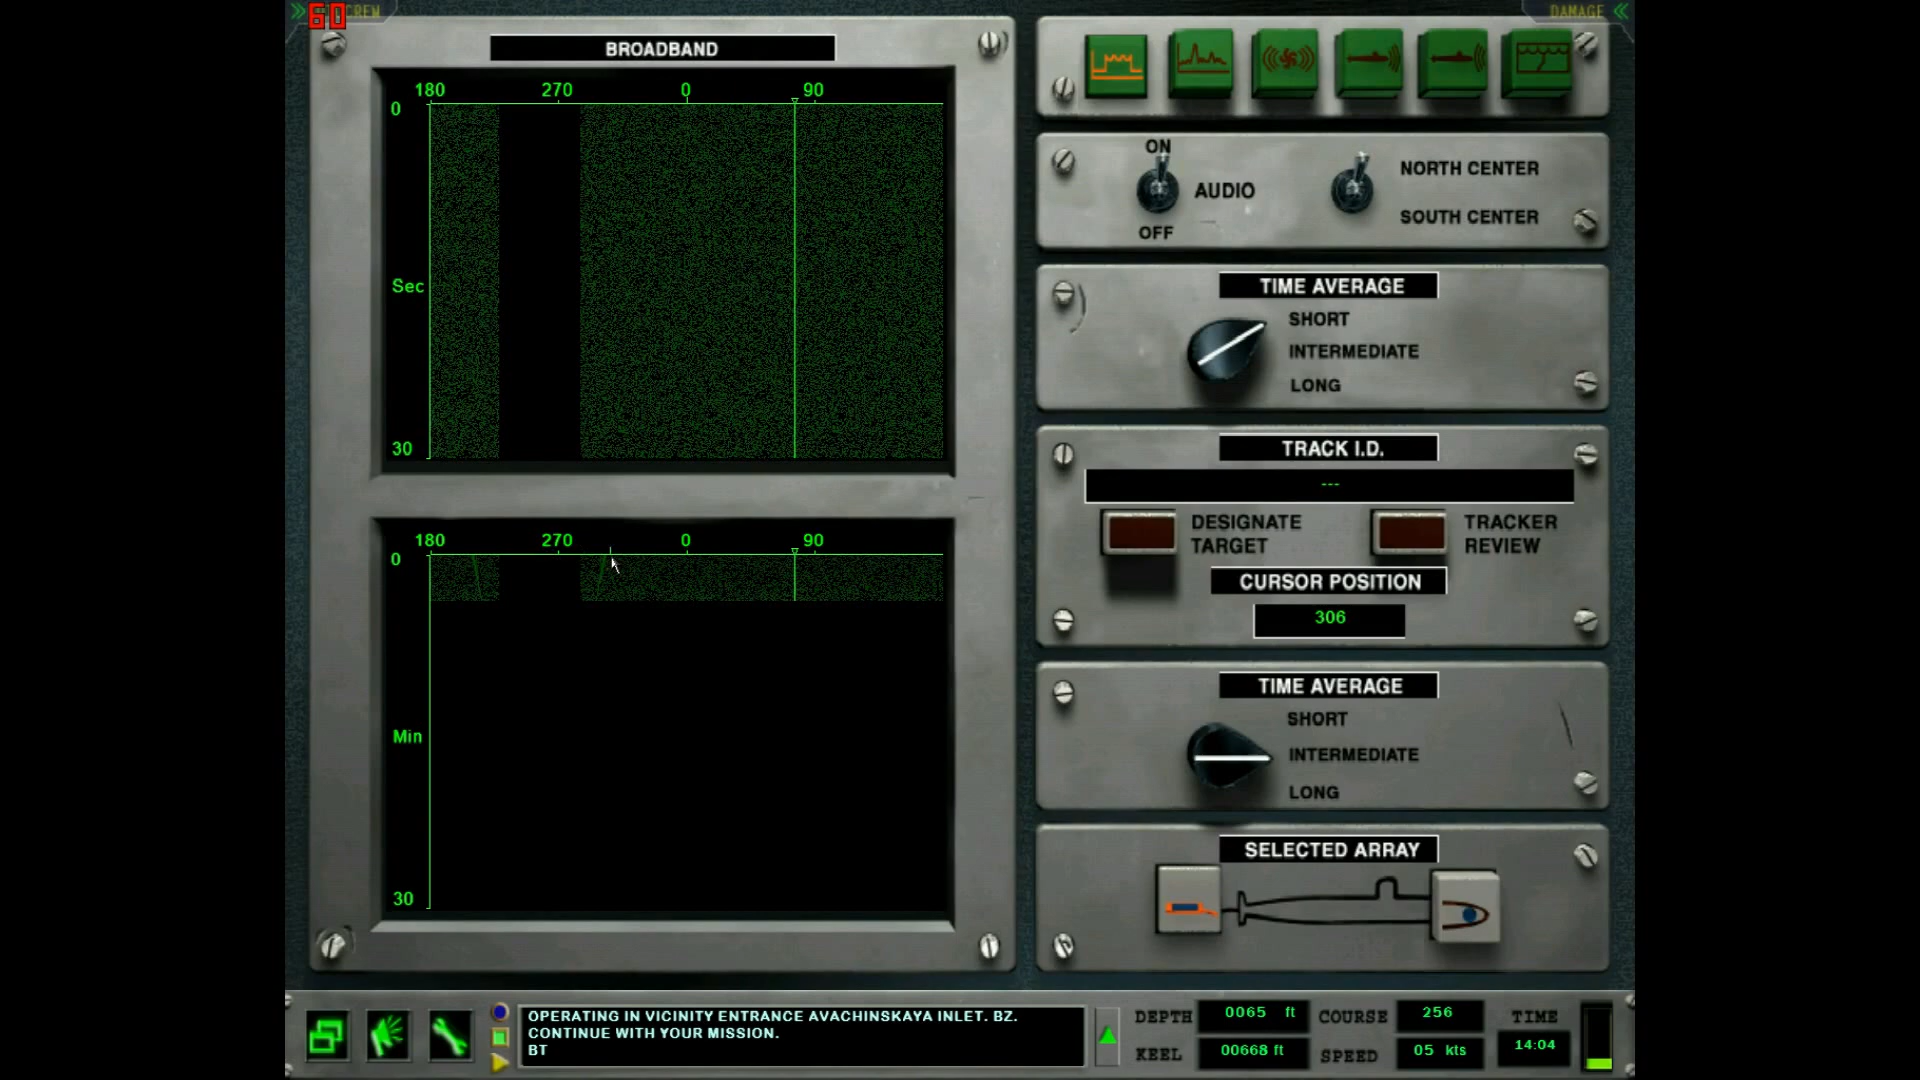 60
CREW
DAMAGE
BROADBAND
180 270 0 90
0
Sec
30
180 270 0 90
0
Min
30
ON
AUDIO
OFF
NORTH CENTER
SOUTH CENTER
TIME AVERAGE
SHORT
INTERMEDIATE
LONG
TRACK I.D.
---
DESIGNATE
TARGET
TRACKER
REVIEW
CURSOR POSITION
306
TIME AVERAGE
SHORT
INTERMEDIATE
LONG
SELECTED ARRAY
OPERATING IN VICINITY ENTRANCE AVACHINSKAYA INLET. BZ.
CONTINUE WITH YOUR MISSION.
BT
DEPTH 0065 ft COURSE 256 TIME
KEEL 00668 ft SPEED 05 kts 14:04